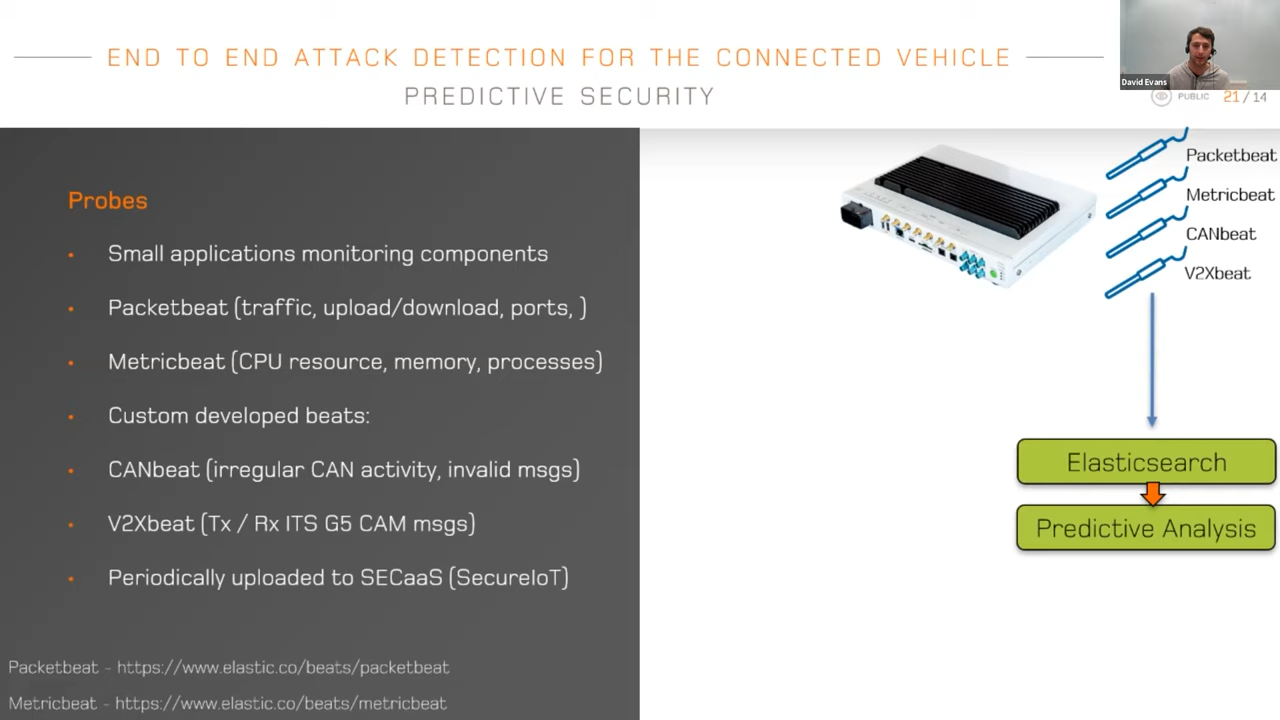 END TO END ATTACK DETECTION FOR THE CONNECTED VEHICLE
PREDICTIVE SECURITY
David Evans
PUBLIC 21 / 14
Probes
• Small applications monitoring components
• Packetbeat (traffic, upload/download, ports, )
• Metricbeat (CPU resource, memory, processes)
• Custom developed beats:
• CANbeat (irregular CAN activity, invalid msgs)
• V2Xbeat (Tx / Rx ITS G5 CAM msgs)
• Periodically uploaded to SECaaS (SecureIoT)
Packetbeat - https://www.elastic.co/beats/packetbeat
Metricbeat - https://www.elastic.co/beats/metricbeat
Packetbeat
Metricbeat
CANbeat
V2Xbeat
Elasticsearch
Predictive Analysis